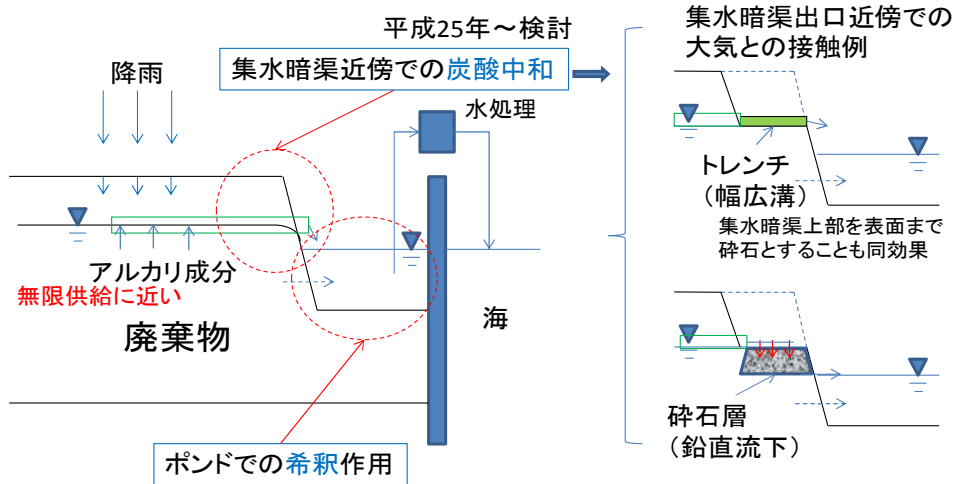 平成25年~検討
集水暗渠近傍での炭酸中和
降雨
水処理
アルカリ成分
無限供給に近い
廃棄物
海
ポンドでの希釈作用
集水暗渠出口近傍での
大気との接触例
トレンチ
(幅広溝)
集水暗渠上部を表面まで
砕石とすることも同効果
砕石層
(鉛直流下)